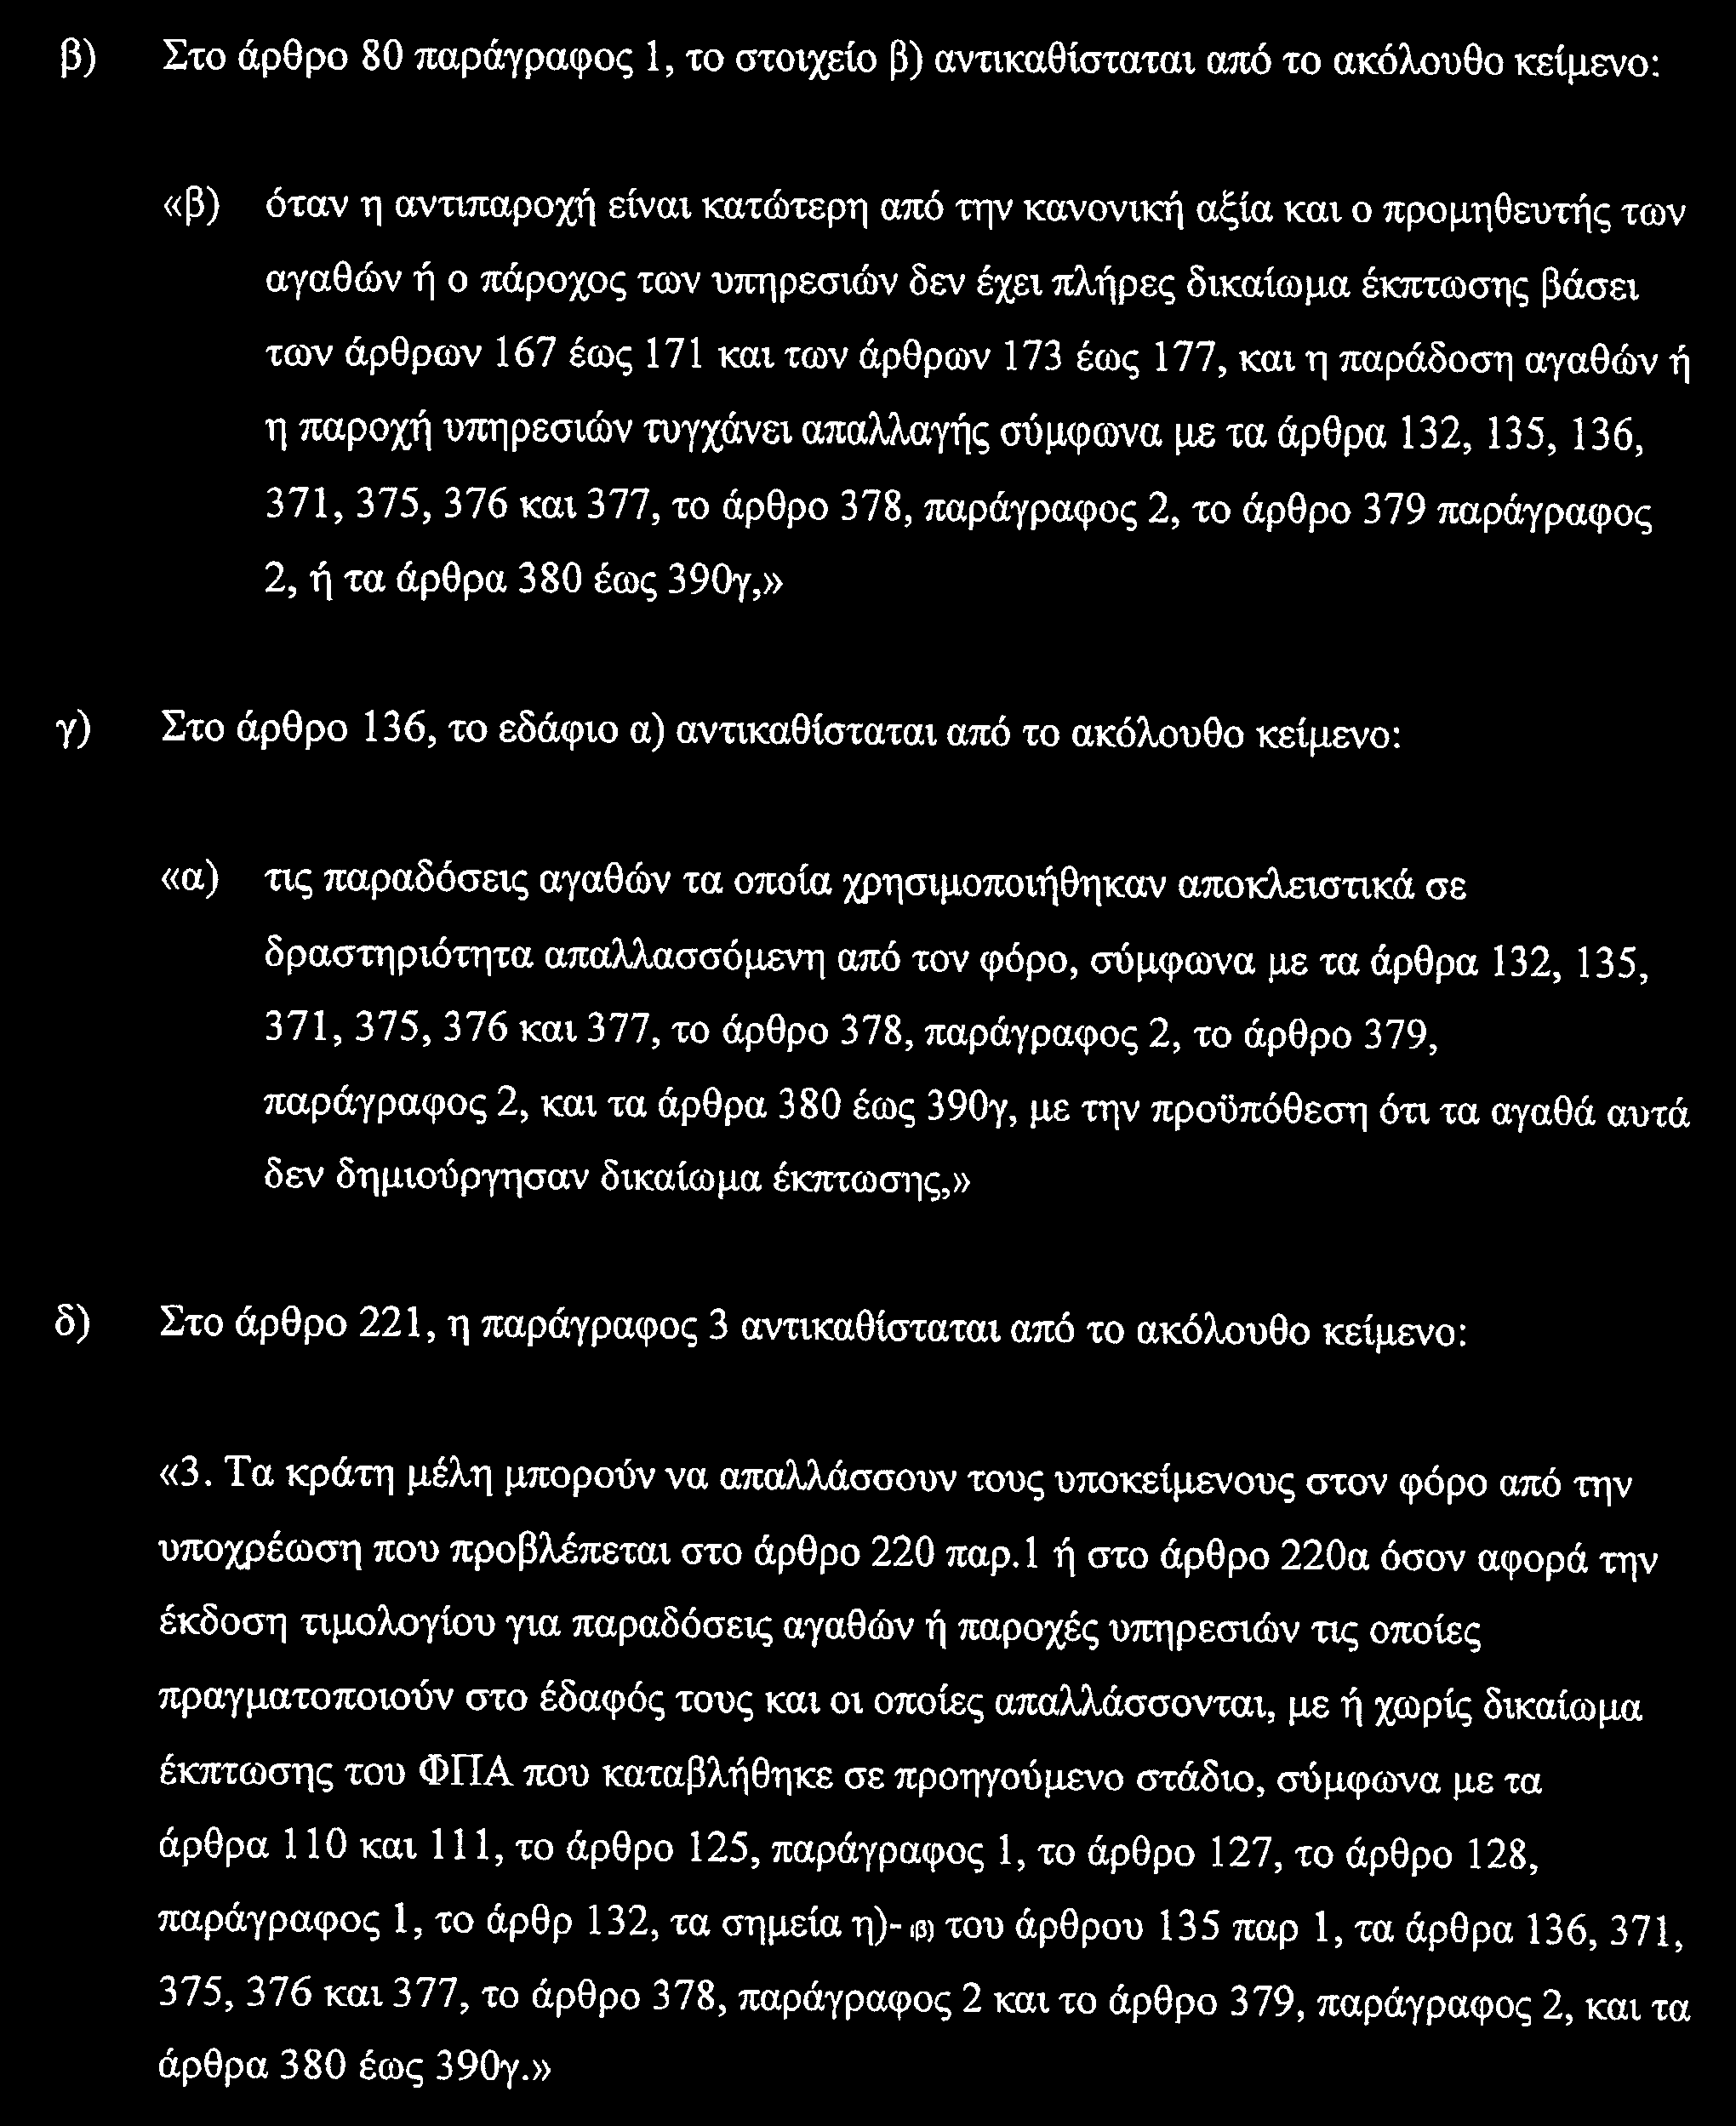 β) Στο άρθρο 80 παράγραφος 1, το στοιχείο β) αντικαθίσταται από το ακόλουθο κείμενο:
«β) όταν η αντιπαροχή είναι κατώτερη από την κανονική αξία και ο προμηθευτής των
αγαθών ή ο πάροχος των υπηρεσιών δεν έχει πλήρες δικαίωμα έκπτωσης βάσει
των άρθρων 167 έως 171 και των άρθρων 173 έως 177, και η παράδοση αγαθών ή
η παροχή υπηρεσιών τυγχάνει απαλλαγής σύμφωνα με τα άρθρα 132, 135, 136,
371, 375, 376 και 377, το άρθρο 378, παράγραφος 2, το άρθρο 379 παράγραφος
2, ή τα άρθρα 380 έως 390γ,»
γ) Στο άρθρο 136, το εδάφιο α) αντικαθίσταται από το ακόλουθο κείμενο:
«α) τις παραδόσεις αγαθών τα οποία χρησιμοποιήθηκαν αποκλειστικά σε
δραστηριότητα απαλλασσόμενη από τον φόρο, σύμφωνα με τα άρθρα 132, 135,
371, 375, 376 και 377, το άρθρο 378, παράγραφος 2, το άρθρο 379,
παράγραφος 2, και τα άρθρα 380 έως 390γ, με την προϋπόθεση ότι τα αγαθά αυτά
δεν δημιούργησαν δικαίωμα έκπτωσης,»
δ) Στο άρθρο 221, η παράγραφος 3 αντικαθίσταται από το ακόλουθο κείμενο:
«3. Τα κράτη μέλη μπορούν να απαλλάσσουν τους υποκείμενους στον φόρο από την
υποχρέωση που προβλέπεται στο άρθρο 220 παρ.1 ή στο άρθρο 220α όσον αφορά την
έκδοση τιμολογίου για παραδόσεις αγαθών ή παροχές υπηρεσιών τις οποίες
πραγματοποιούν στο έδαφός τους και οι οποίες απαλλάσσονται, με ή χωρίς δικαίωμα
έκπτωσης του ΦΠΑ που καταβλήθηκε σε προηγούμενο στάδιο, σύμφωνα με τα
άρθρα 110 και 111, το άρθρο 125, παράγραφος 1, το άρθρο 127, το άρθρο 128,
παράγραφος 1, το άρθρ 132, τα σημεία η)- ιβ) του άρθρου 135 παρ 1, τα άρθρα 136, 371,
375, 376 και 377, το άρθρο 378, παράγραφος 2 και το άρθρο 379, παράγραφος 2, και τα
άρθρα 380 έως 390γ.»